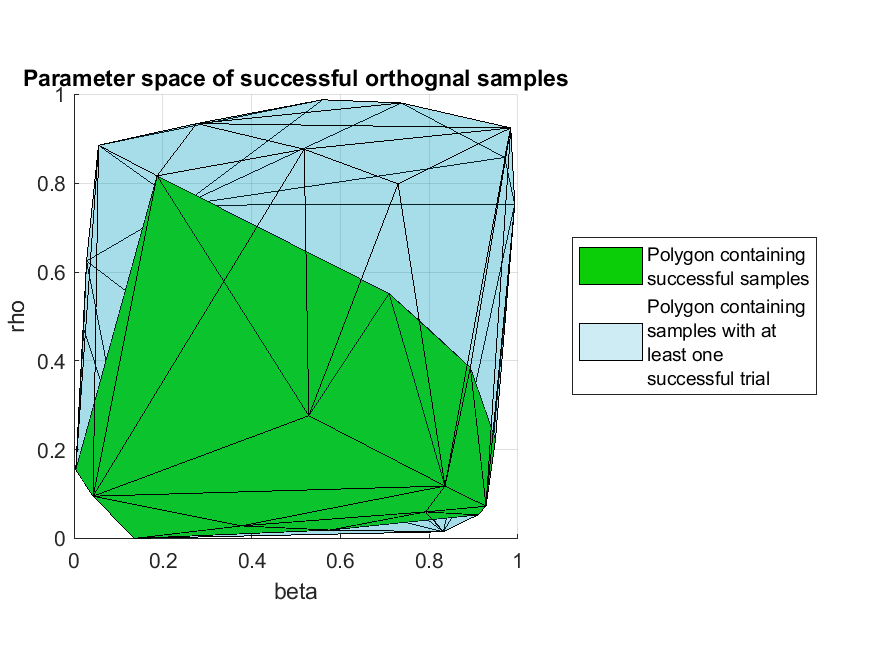 Parameter space of successful orthognal samples
1
0.8
0.6
0.4
0.2
0
rho
0
0.2
0.4
0.6
0.8
1
beta
Polygon containing
successful samples
Polygon containing
samples with at
least one
successful trial